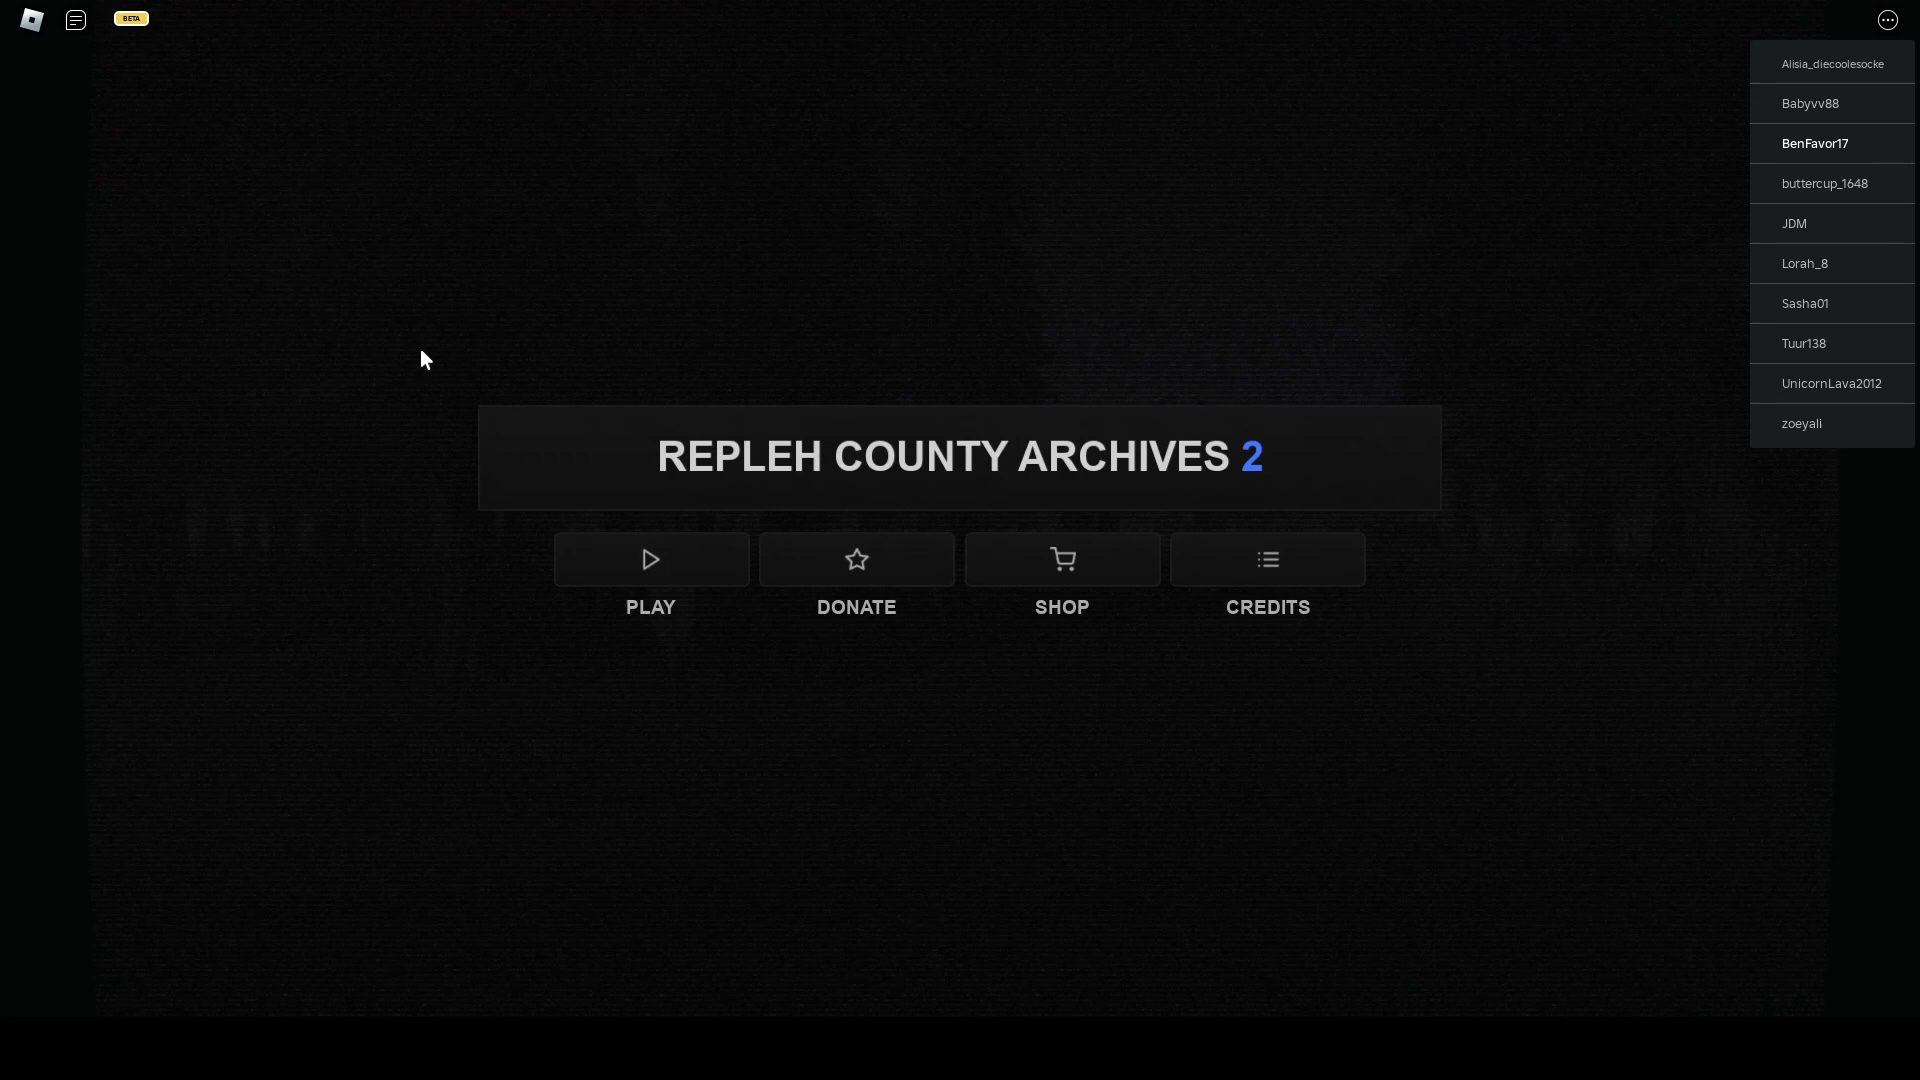 BETA
Alisia_diecoolesocke
Babyvv88
BenFavor17
buttercup_1648
JDM
Lorah_8
Sasha01
Tuur138
UnicornLava2012
zoeyali
REPLEH COUNTY ARCHIVES 2
PLAY
DONATE
SHOP
CREDITS